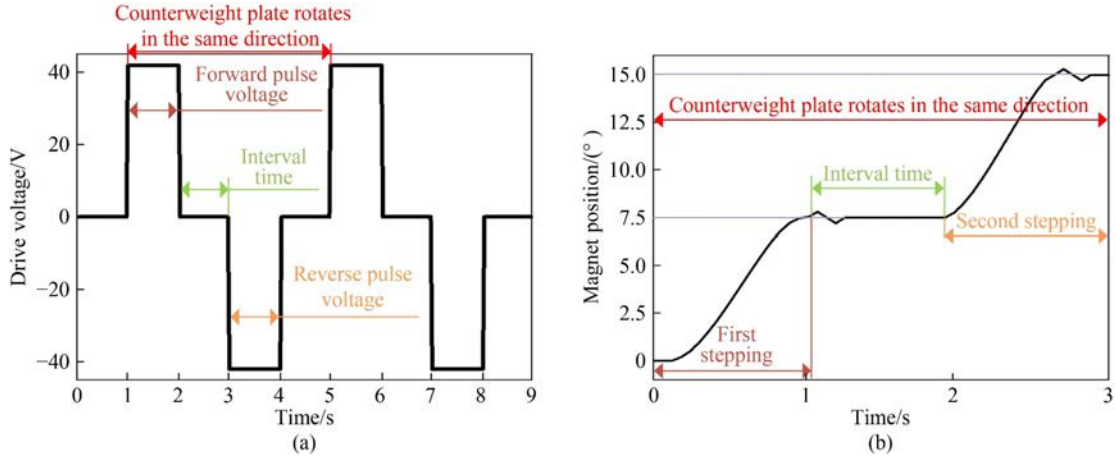 Counterweight plate rotates
in the same direction
Forward pulse
voltage
Interval
time
Reverse pulse
voltage
Drive voltage/V
40
20
0
−20
−40
0 1 2 3 4 5 6 7 8 9
Time/s
(a)
Counterweight plate rotates in the same direction
Interval time
Second stepping
First
stepping
Magnet position/(°)
15.0
12.5
10.0
7.5
5.0
2.5
0
0 1 2 3
Time/s
(b)